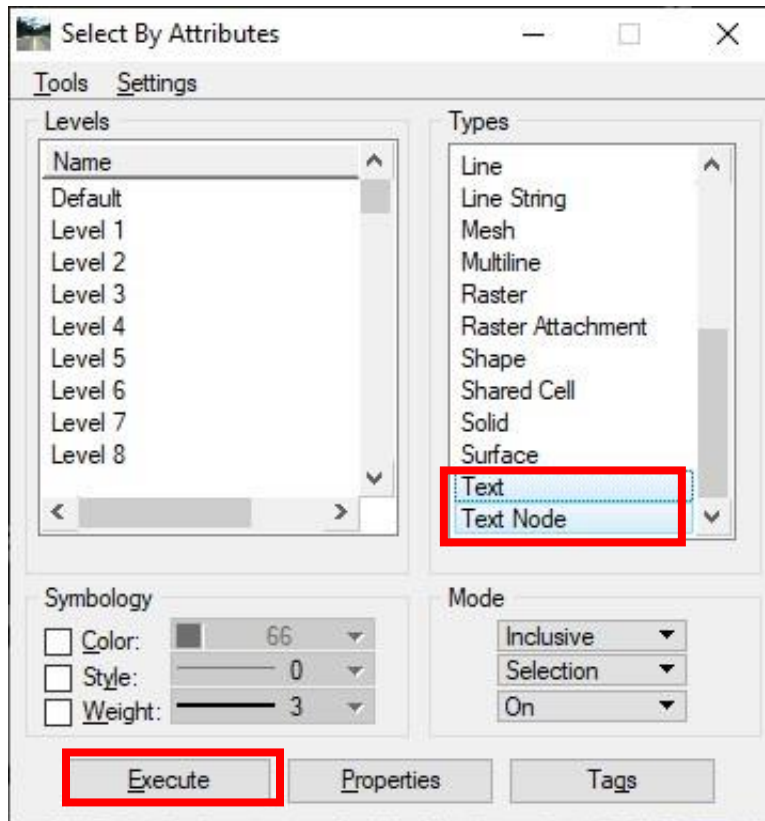 Select By Attributes
Tools Settings
Levels
Name
Default
Level 1
Level 2
Level 3
Level 4
Level 5
Level 6
Level 7
Level 8
Types
Line
Line String
Mesh
Multiline
Raster
Raster Attachment
Shape
Shared Cell
Solid
Surface
Text
Text Node
Symbology
Color: 66
Style: 0
Weight: 3
Mode
Inclusive
Selection
On
Execute Properties Tags